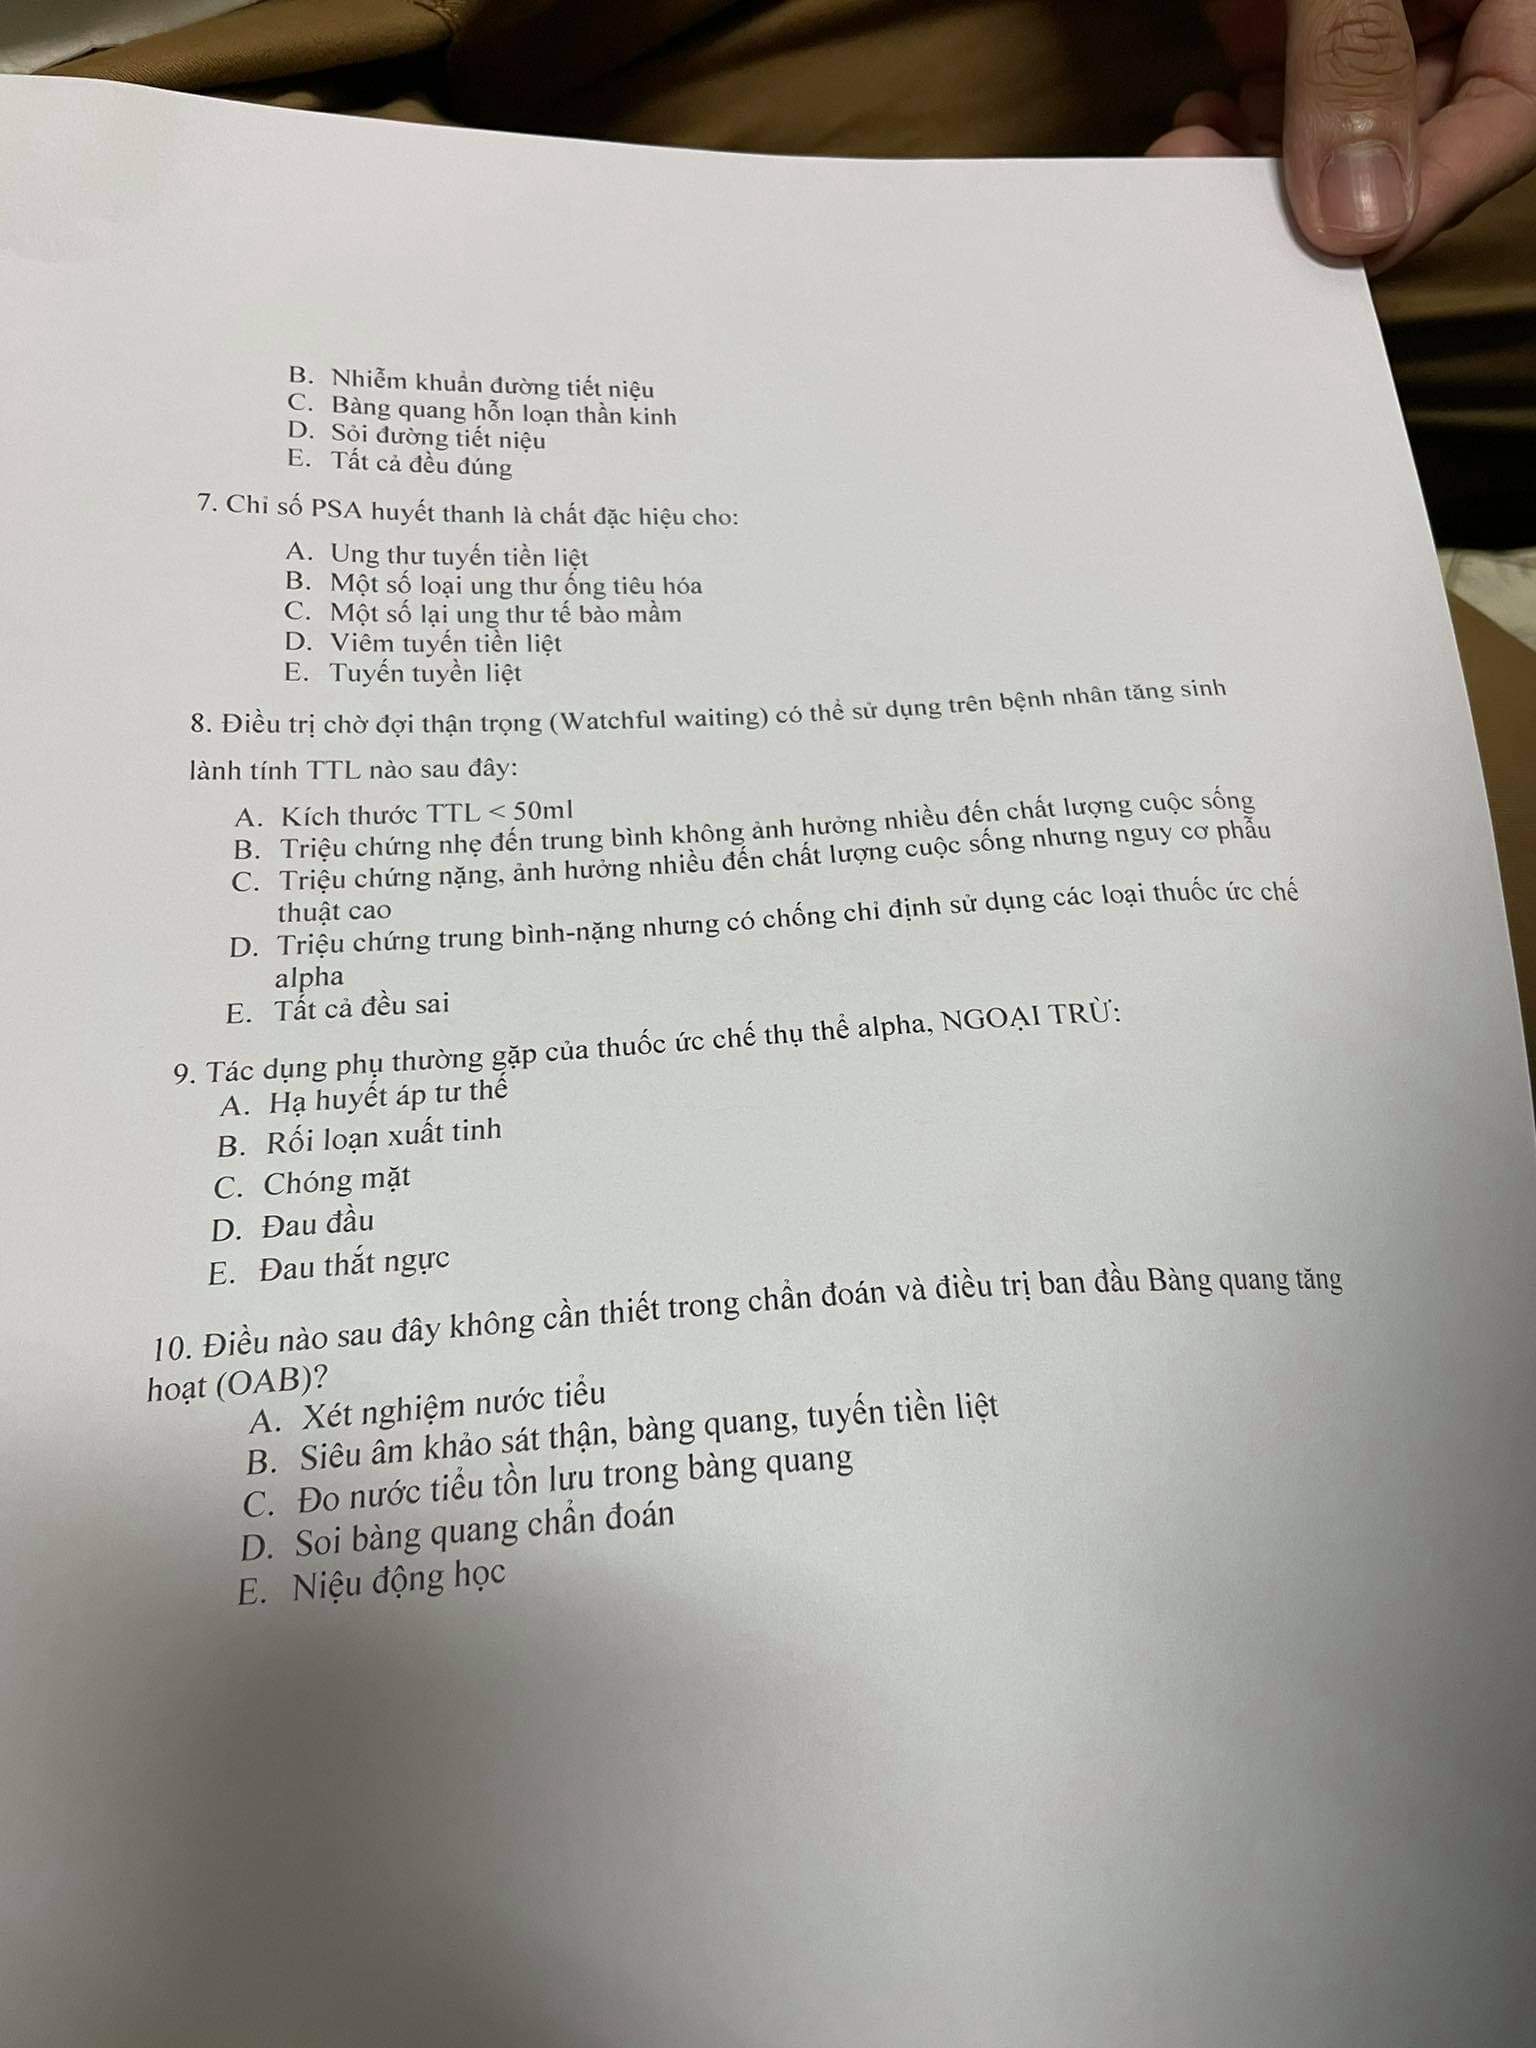 B. Nhiễm khuẩn đường tiết niệu
C. Bàng quang hỗn loạn thần kinh
D. Sỏi đường tiết niệu
E. Tất cả đều đúng
7. Chỉ số PSA huyết thanh là chất đặc hiệu cho:
A. Ung thư tuyến tiền liệt
B. Một số loại ung thư ống tiêu hóa
C. Một số lại ung thư tế bào mầm
D. Viêm tuyến tiền liệt
E. Tuyến tuyền liệt
8. Điều trị chờ đợi thận trọng (Watchful waiting) có thể sử dụng trên bệnh nhân tăng sinh
lành tính TTL nào sau đây:
A. Kích thước TTL < 50ml
B. Triệu chứng nhẹ đến trung bình không ảnh hưởng nhiều đến chất lượng cuộc sống
C. Triệu chứng nặng, ảnh hưởng nhiều đến chất lượng cuộc sống nhưng nguy cơ phẫu
thuật cao
D. Triệu chứng trung bình-nặng nhưng có chống chỉ định sử dụng các loại thuốc ức chế
alpha
E. Tất cả đều sai
9. Tác dụng phụ thường gặp của thuốc ức chế thụ thể alpha, NGOẠI TRỪ:
A. Hạ huyết áp tư thế
B. Rối loạn xuất tinh
C. Chóng mặt
D. Đau đầu
E. Đau thắt ngực
10. Điều nào sau đây không cần thiết trong chẩn đoán và điều trị ban đầu Bàng quang tăng
hoạt (OAB)?
A. Xét nghiệm nước tiểu
B. Siêu âm khảo sát thận, bàng quang, tuyến tiền liệt
C. Đo nước tiểu tồn lưu trong bàng quang
D. Soi bàng quang chẩn đoán
E. Niệu động học